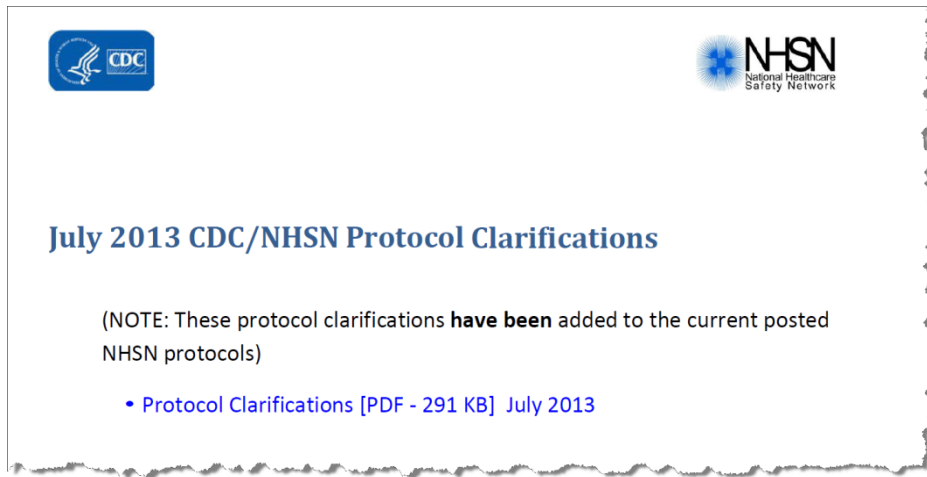 CDC
NHSN
National Healthcare
Safety Network
July 2013 CDC/NHSN Protocol Clarifications
(NOTE: These protocol clarifications have been added to the current posted
NHSN protocols)
• Protocol Clarifications [PDF - 291 KB]  July 2013